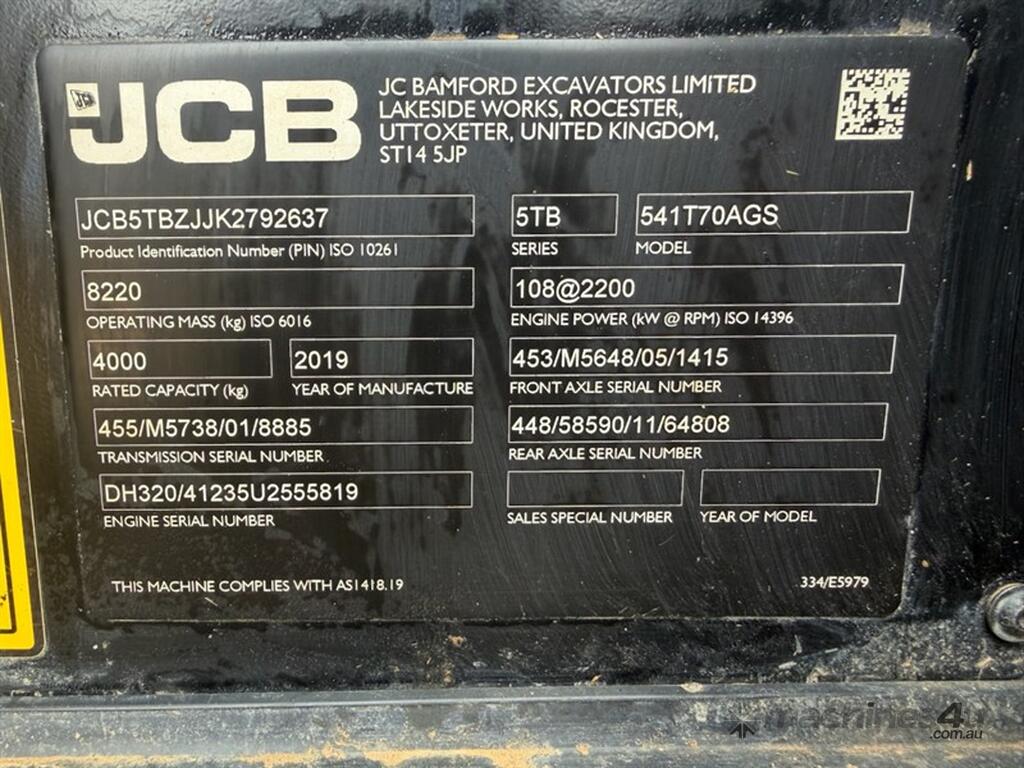 JCB
JC BAMFORD EXCAVATORS LIMITED
LAKESIDE WORKS, ROCESTER,
UTTOXETER, UNITED KINGDOM,
ST14 5JP
JCB5TBZJJK2792637
Product Identification Number (PIN) ISO 10261
5TB
SERIES
541T70AGS
MODEL
8220
OPERATING MASS (kg) ISO 6016
108@2200
ENGINE POWER (kW @ RPM) ISO 14396
4000
RATED CAPACITY (kg)
2019
YEAR OF MANUFACTURE
453/M5648/05/1415
FRONT AXLE SERIAL NUMBER
455/M5738/01/8885
TRANSMISSION SERIAL NUMBER
448/58590/11/64808
REAR AXLE SERIAL NUMBER
DH320/41235U2555819
ENGINE SERIAL NUMBER
SALES SPECIAL NUMBER
YEAR OF MODEL
THIS MACHINE COMPLIES WITH AS1418.19
334/E5979
machines4u
.com.au